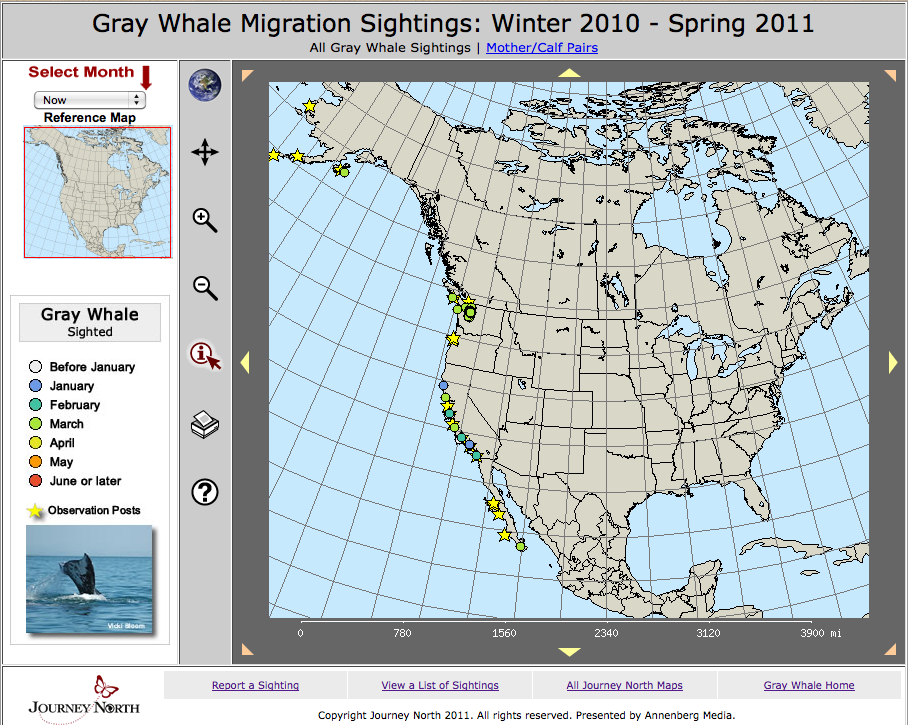 Gray Whale Migration Sightings: Winter 2010 - Spring 2011
All Gray Whale Sightings | Mother/Calf Pairs
Select Month
Now
Reference Map
Gray Whale
Sighted
Before January
January
February
March
April
May
June or later
Observation Posts
Vicki Bloom
0 780 1560 2340 3120 3900 mi
JOURNEY NORTH
Report a Sighting
View a List of Sightings
All Journey North Maps
Gray Whale Home
Copyright Journey North 2011. All rights reserved. Presented by Annenberg Media.